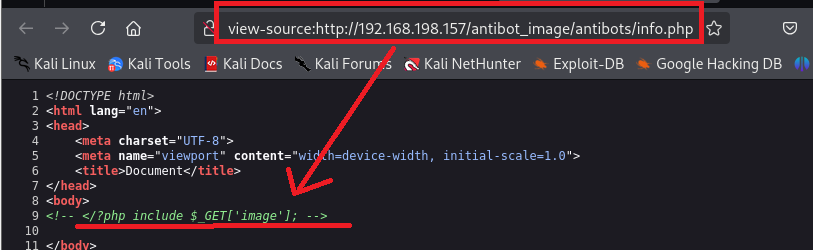 view-source:http://192.168.198.157/antibot_image/antibots/info.php
Kali Linux Kali Tools Kali Docs Kali Forums Kali NetHunter Exploit-DB Google Hacking DB
1 <!DOCTYPE html>
2 <html lang="en">
3 <head>
4     <meta charset="UTF-8">
5     <meta name="viewport" content="width=device-width, initial-scale=1.0">
6     <title>Document</title>
7 </head>
8 <body>
9 <!-- </?php include $_GET['image']; -->
10
11 </body>